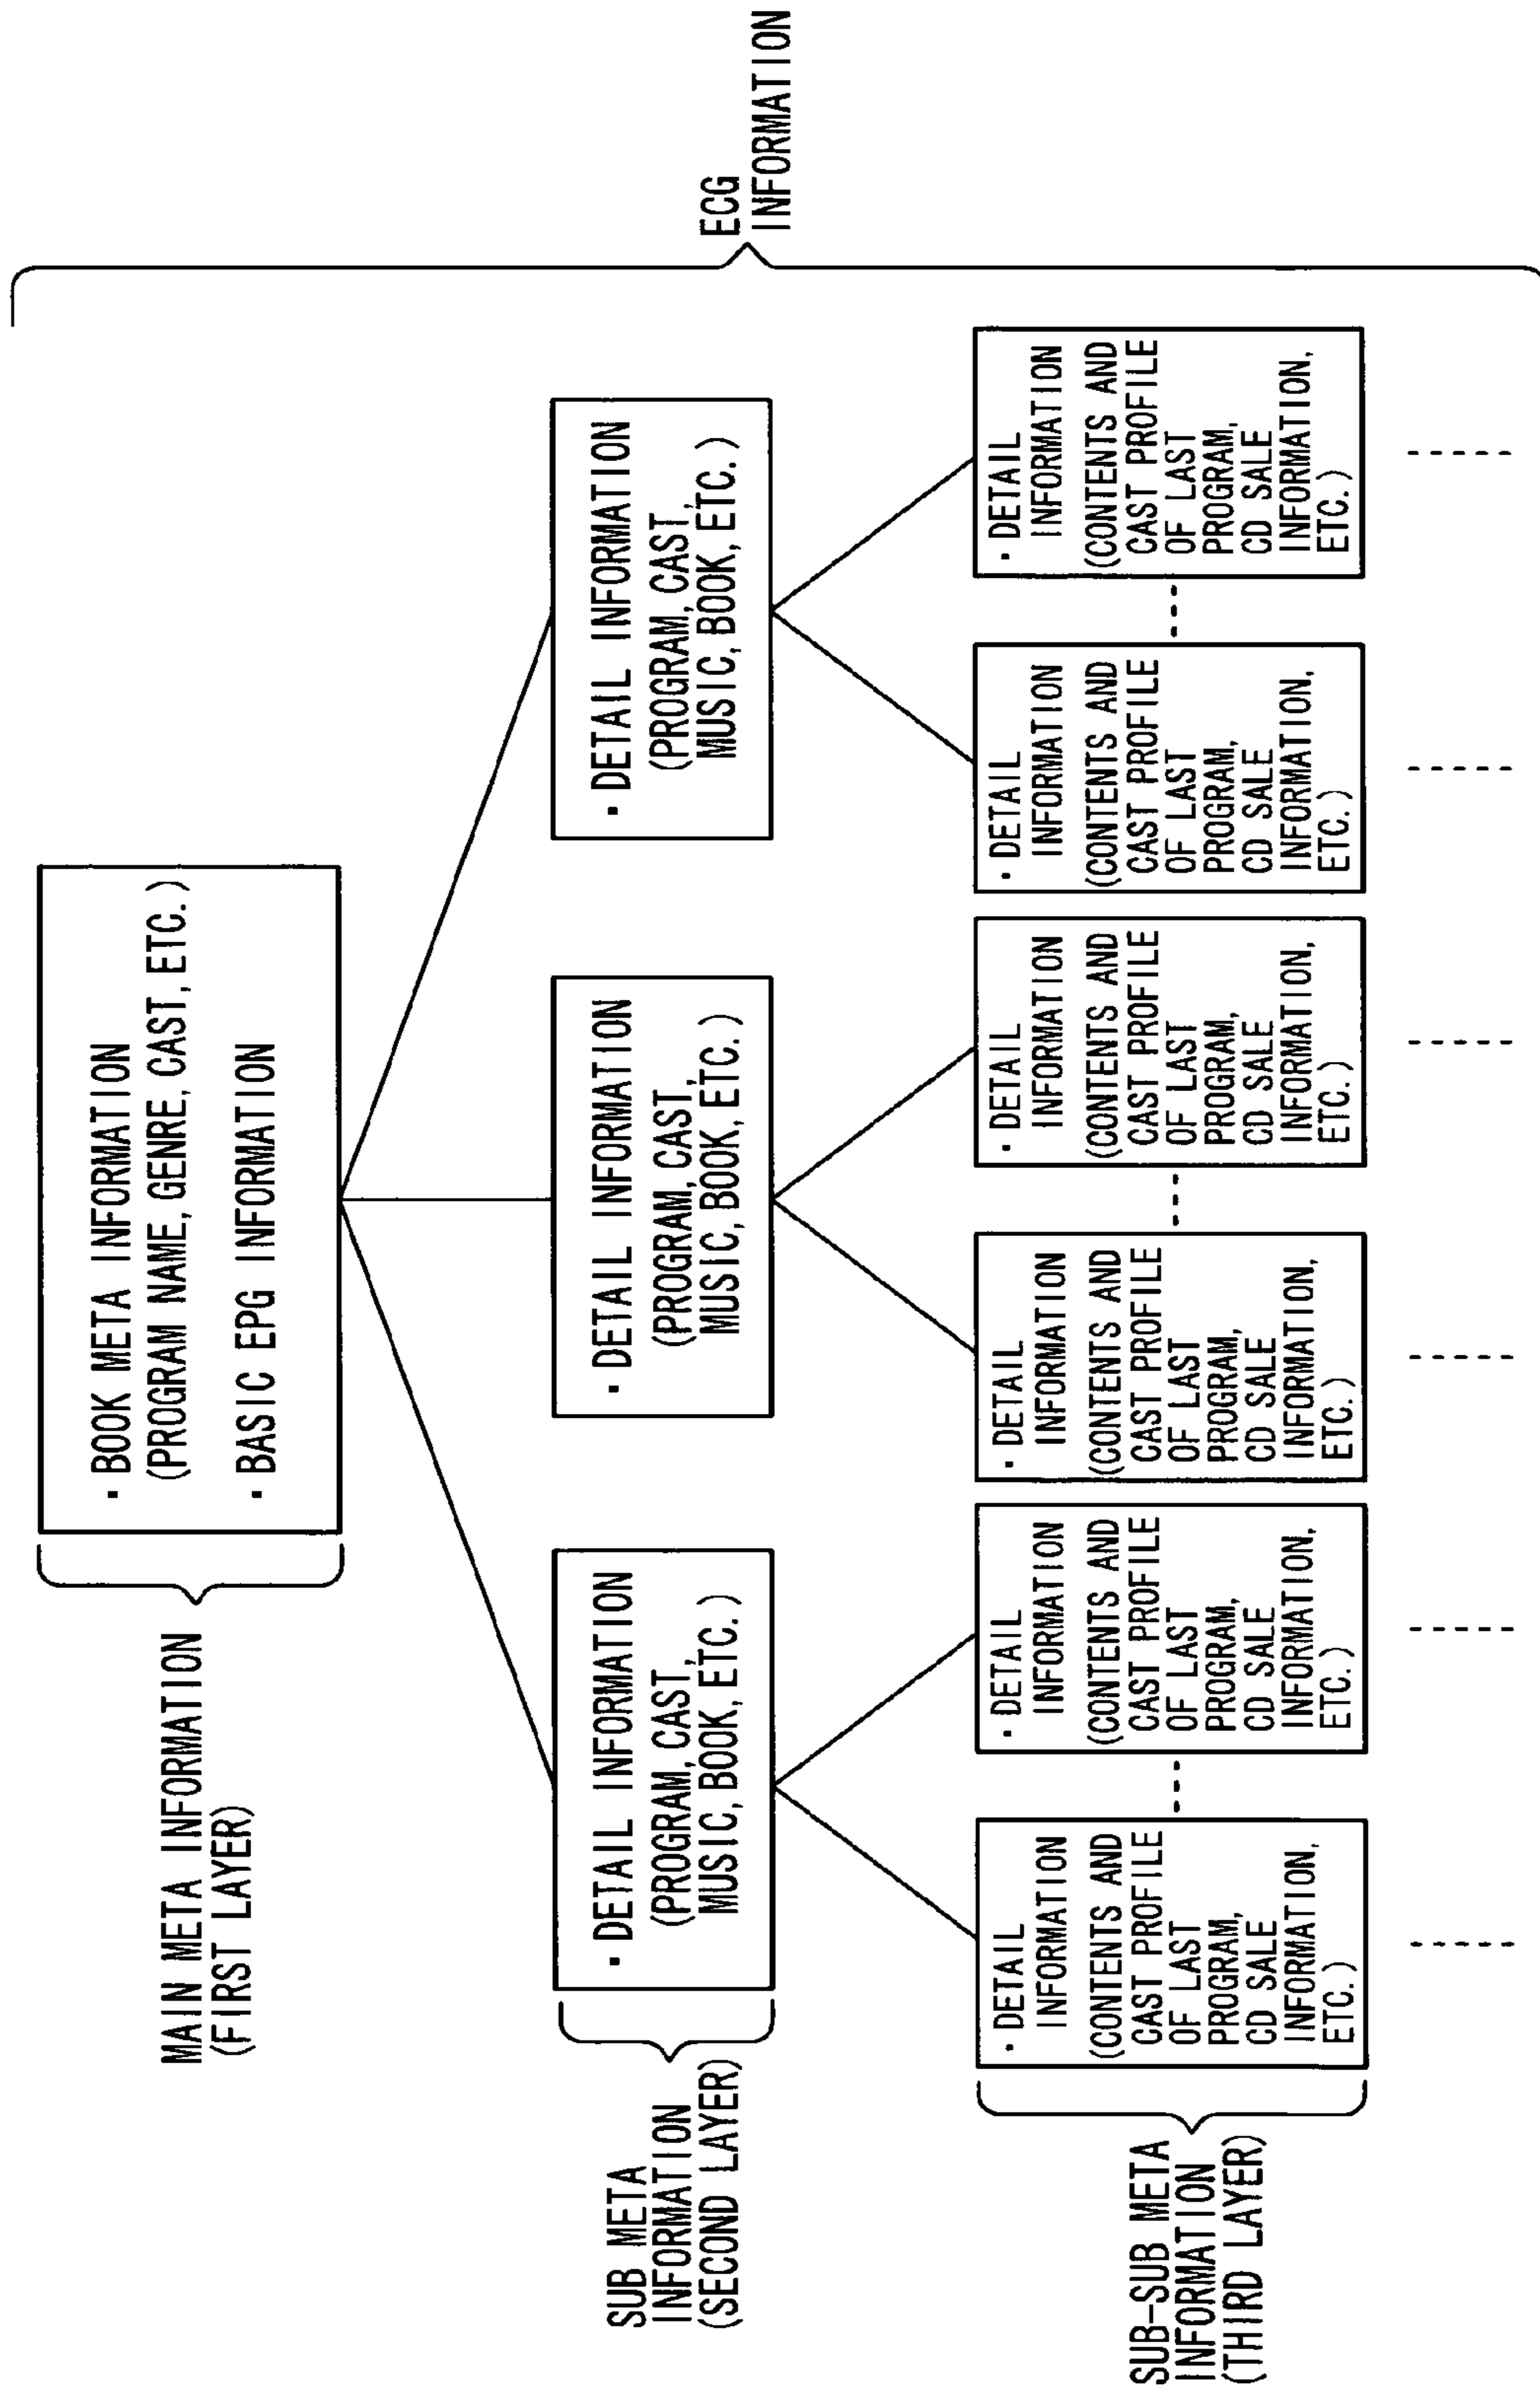 MAIN META INFORMATION
(FIRST LAYER)
· BOOK META INFORMATION
(PROGRAM NAME, GENRE, CAST, ETC.)
· BASIC EPG INFORMATION
SUB META
INFORMATION
(SECOND LAYER)
· DETAIL INFORMATION
(PROGRAM, CAST,
MUSIC, BOOK, ETC.)
· DETAIL INFORMATION
(PROGRAM, CAST,
MUSIC, BOOK, ETC.)
· DETAIL INFORMATION
(PROGRAM, CAST,
MUSIC, BOOK, ETC.)
SUB-SUB META
INFORMATION
(THIRD LAYER)
· DETAIL
INFORMATION
(CONTENTS AND
CAST PROFILE
OF LAST
PROGRAM,
CD SALE
INFORMATION,
ETC.)
· DETAIL
INFORMATION
(CONTENTS AND
CAST PROFILE
OF LAST
PROGRAM,
CD SALE
INFORMATION,
ETC.)
· DETAIL
INFORMATION
(CONTENTS AND
CAST PROFILE
OF LAST
PROGRAM,
CD SALE
INFORMATION,
ETC.)
· DETAIL
INFORMATION
(CONTENTS AND
CAST PROFILE
OF LAST
PROGRAM,
CD SALE
INFORMATION,
ETC.)
· DETAIL
INFORMATION
(CONTENTS AND
CAST PROFILE
OF LAST
PROGRAM,
CD SALE
INFORMATION,
ETC.)
· DETAIL
INFORMATION
(CONTENTS AND
CAST PROFILE
OF LAST
PROGRAM,
CD SALE
INFORMATION,
ETC.)
ECG
INFORMATION